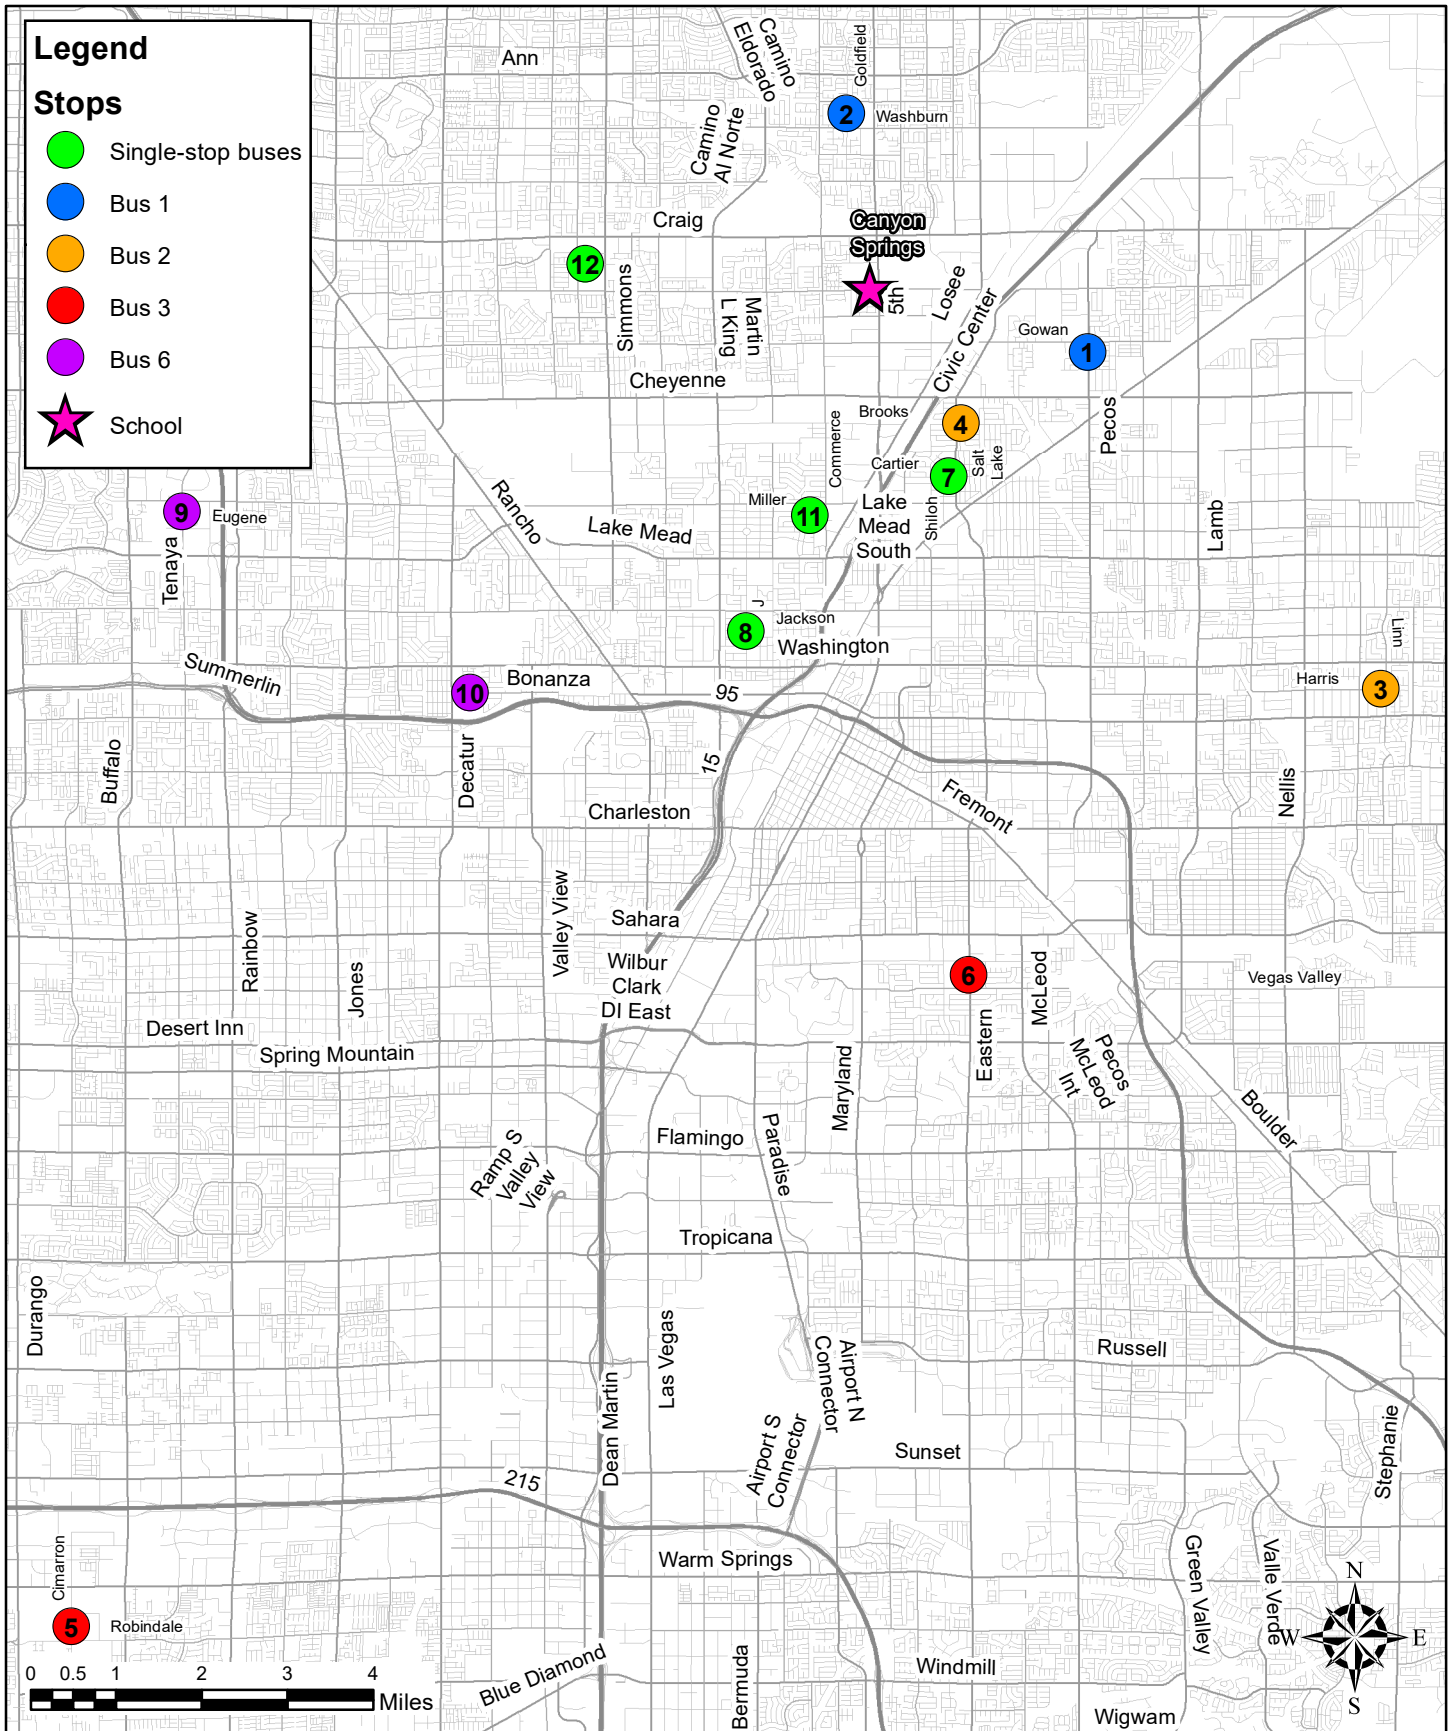 Legend
Stops
Single-stop buses
Bus 1
Bus 2
Bus 3
Bus 6
School
Ann
Camino
Eldorado
Goldfield
2
Washburn
Camino
Al Norte
Craig
Canyon
Springs
12
Simmons
Martin
L King
5th
Losee
Civic Center
Gowan
1
Cheyenne
Brooks
4
Pecos
Commerce
Cartier
Salt
Lake
7
Miller
11
Lake
Mead
South
Shiloh
Lamb
9
Eugene
Tenaya
Rancho
Lake Mead
J
8
Jackson
Washington
Linn
Summerlin
10
Bonanza
95
Harris
3
Buffalo
Decatur
15
Nellis
Charleston
Fremont
Valley View
Sahara
Rainbow
Jones
Wilbur
Clark
DI East
6
McLeod
Vegas Valley
Desert Inn
Spring Mountain
Maryland
Eastern
Pecos
McLeod
Int
Boulder
Ramp S
Valley
View
Flamingo
Paradise
Tropicana
Durango
Las Vegas
Airport N
Connector
Russell
Dean Martin
Airport S
Connector
Sunset
Stephanie
215
Cimarron
Warm Springs
Green Valley
Valle Verde
5
Robindale
N
W E
S
0 0.5 1 2 3 4
Miles
Blue Diamond
Bermuda
Windmill
Wigwam